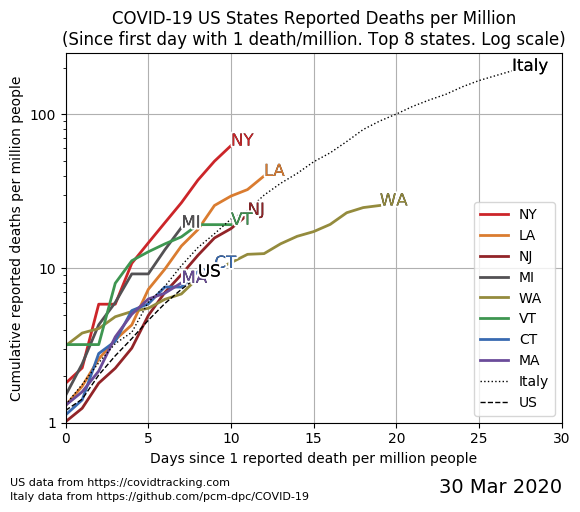 COVID-19 US States Reported Deaths per Million
(Since first day with 1 death/million. Top 8 states. Log scale)
Cumulative reported deaths per million people
100
10
1
Italy
NY
LA
NJ
WA
MI
VT
CT
US
MA
NY
LA
NJ
MI
WA
VT
CT
MA
Italy
US
0 5 10 15 20 25 30
Days since 1 reported death per million people
US data from https://covidtracking.com
Italy data from https://github.com/pcm-dpc/COVID-19
30 Mar 2020